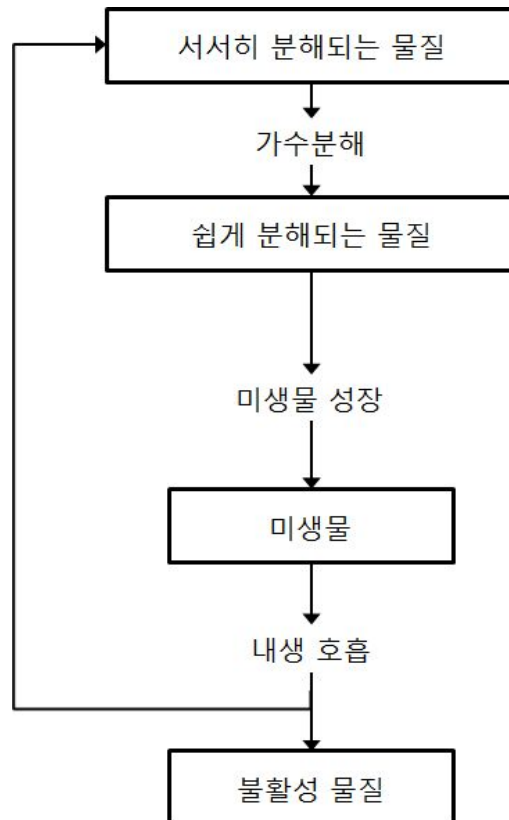 서서히 분해되는 물질
가수분해
쉽게 분해되는 물질
미생물 성장
미생물
내생 호흡
불활성 물질